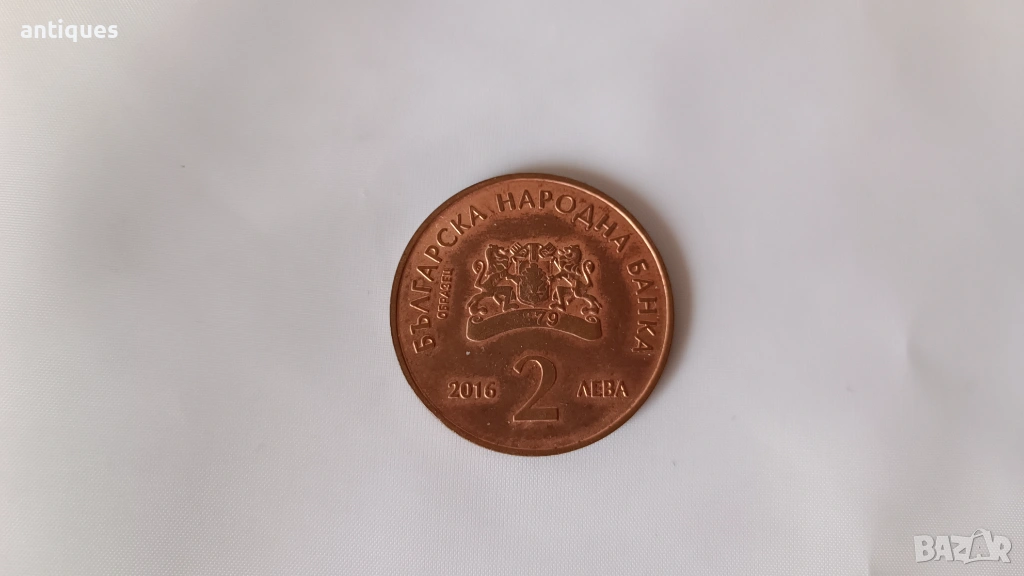 antiques
БЪЛГАРСКА НАРОДНА БАНКА
ОБРАЗЕЦ
1879
2016 2 ЛЕВА
BAZAR